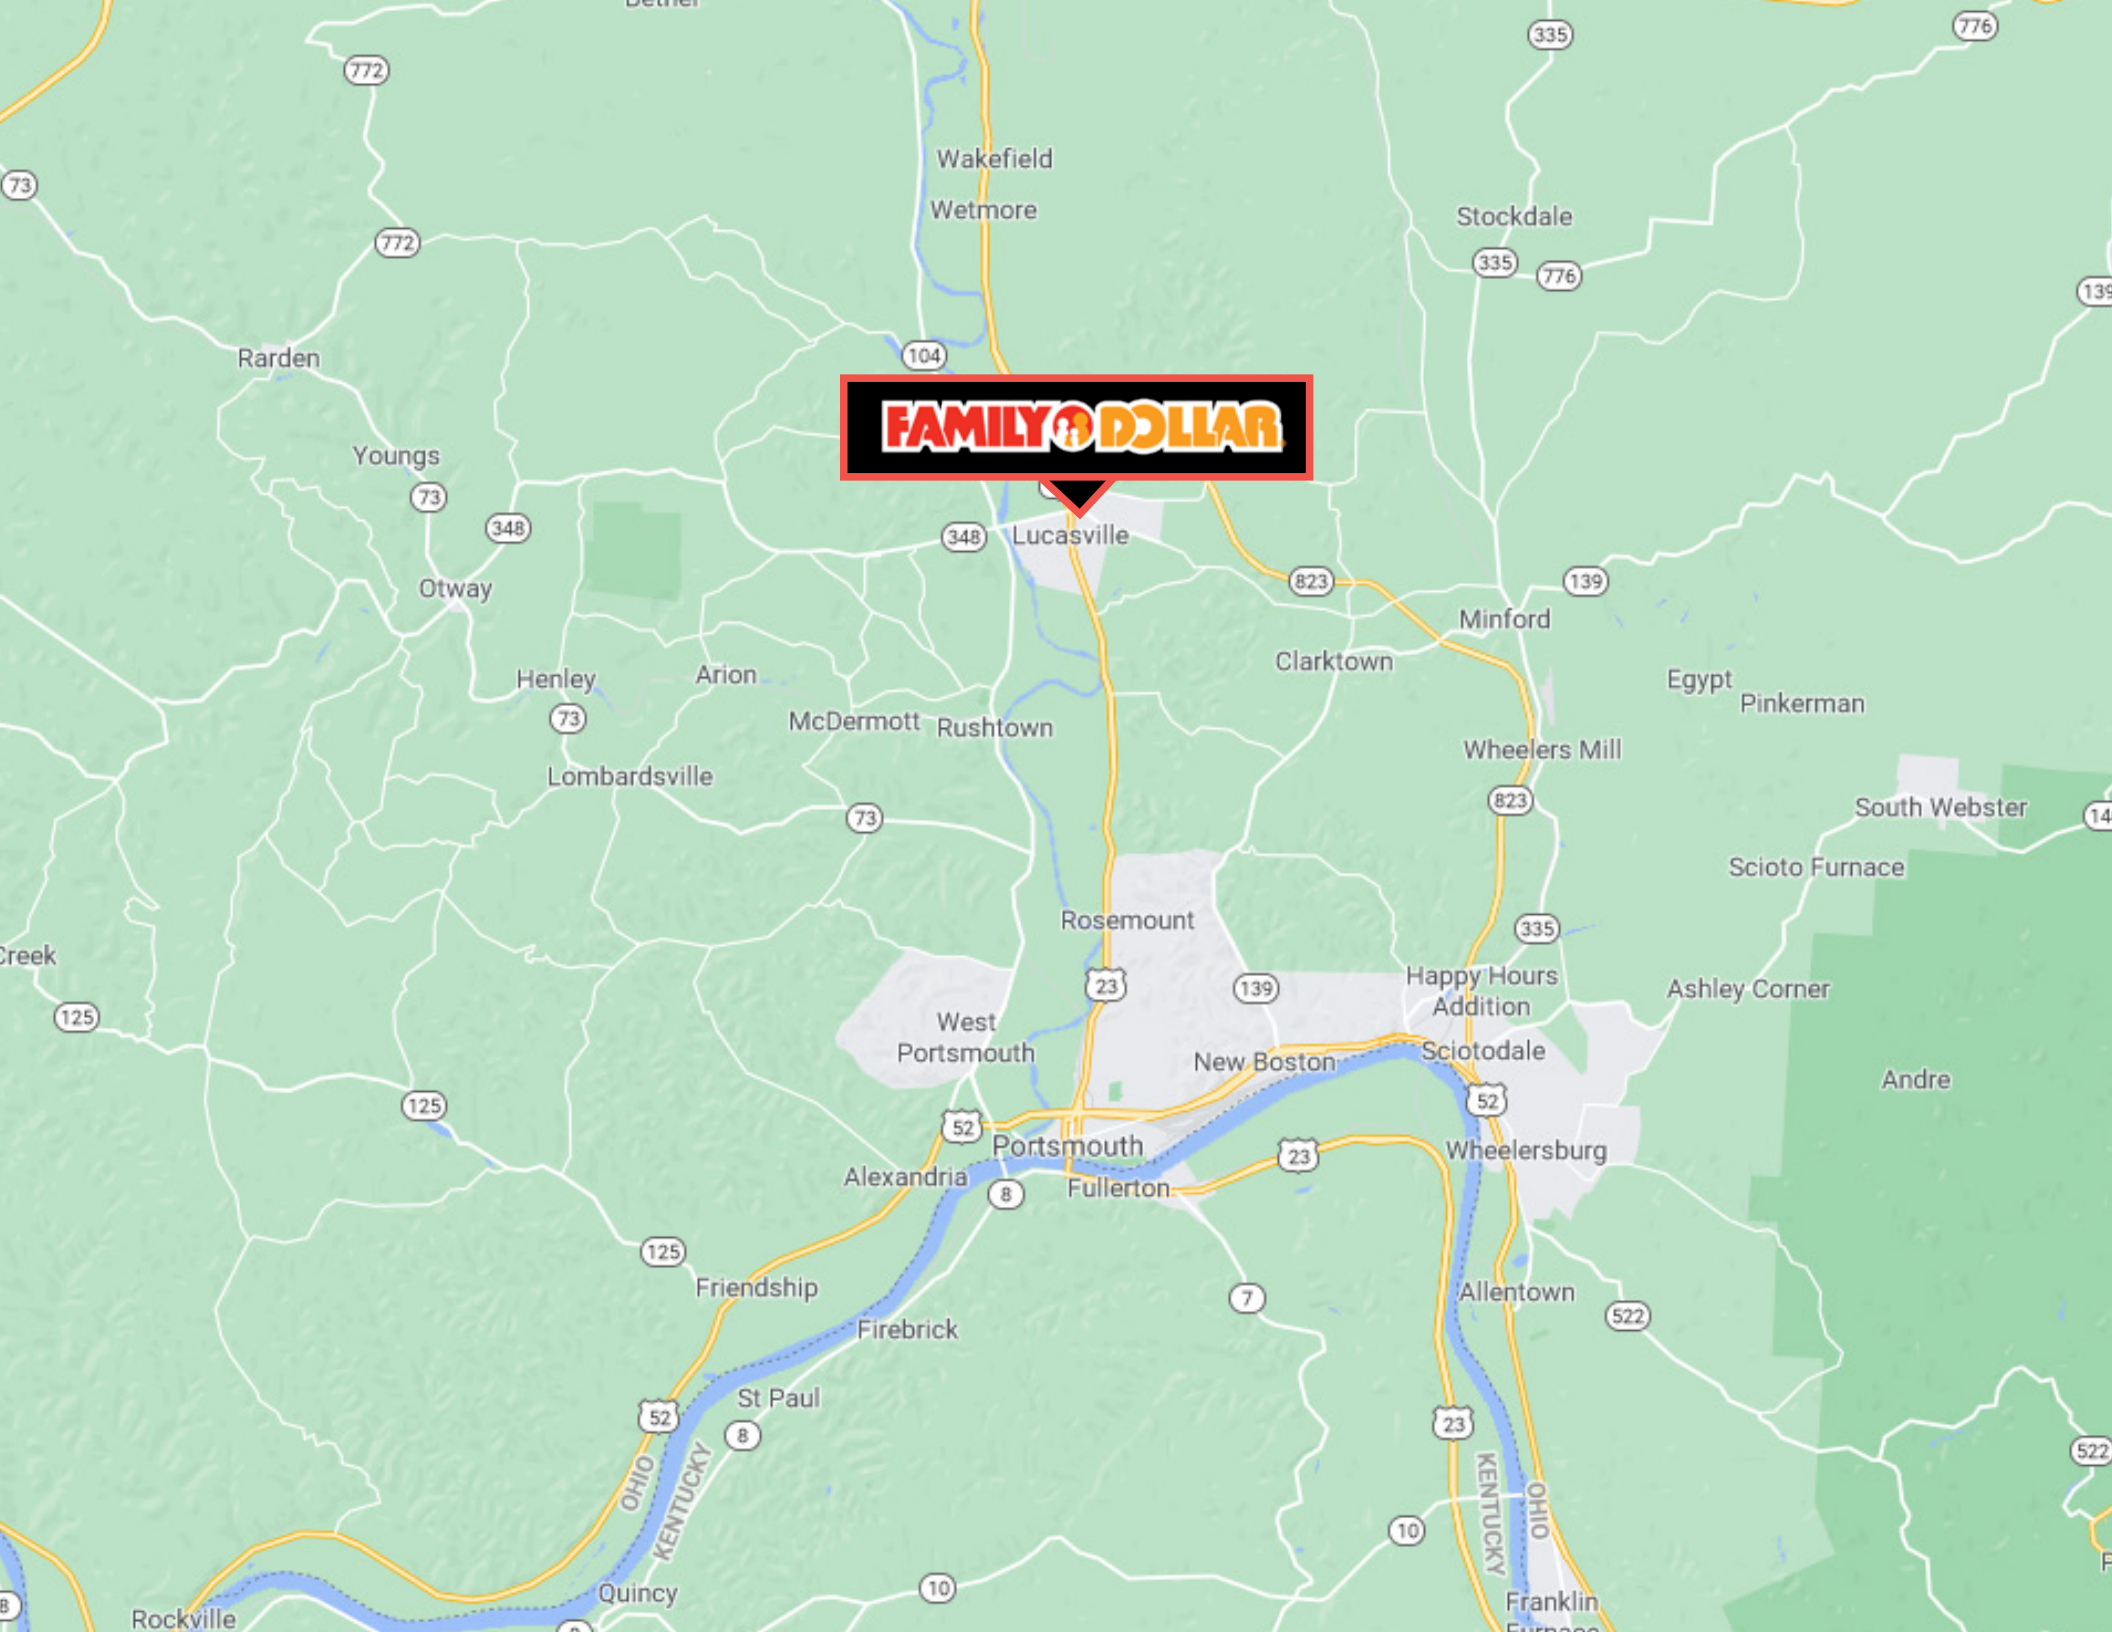 Bethel
776
335
772
Wakefield
73
Wetmore
Stockdale
772
335
776
139
104
Rarden
FAMILY DOLLAR
Youngs
73
348
348
Lucasville
823
139
Otway
Minford
Clarktown
Henley
Arion
Egypt
Pinkerman
73
McDermott
Rushtown
Wheelers Mill
Lombardsville
823
South Webster
73
Scioto Furnace
Rosemount
335
Creek
Happy Hours
Addition
23
139
Ashley Corner
125
West
Portsmouth
New Boston
Sciotodale
Andre
125
52
52
Portsmouth
Wheelersburg
23
Alexandria
8
Fullerton
125
Friendship
7
Allentown
522
Firebrick
St Paul
52
8
23
OHIO
KENTUCKY
522
KENTUCKY
OHIO
10
10
Quincy
Franklin
Furnace
Rockville
8